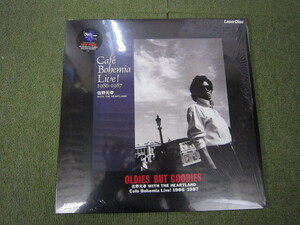 LaserDisc
Café
Bohemia
Live!
1986-1987
佐野元春
WITH THE HEARTLAND
OLDIES BUT GOODIES
佐野元春 WITH THE HEARTLAND
Café Bohemia Live! 1986-1987